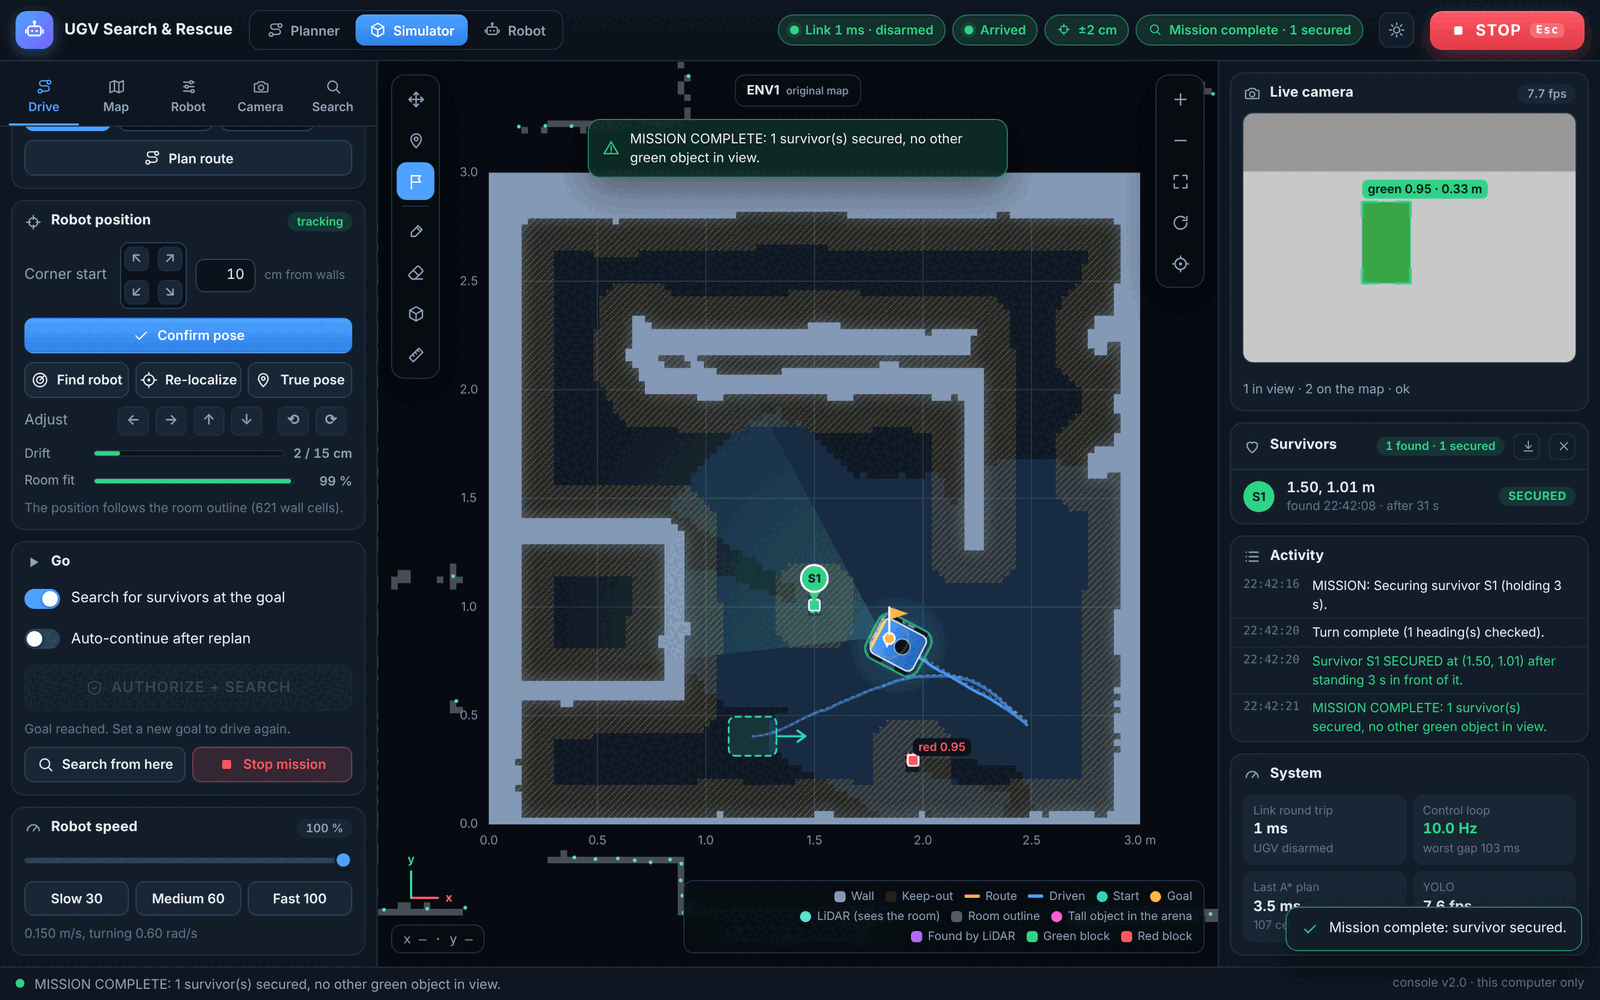 UGV Search & Rescue
Planner
Simulator
Robot
Link 1 ms · disarmed
Arrived
±2 cm
Mission complete · 1 secured
STOP Esc
Drive
Map
Robot
Camera
Search
Plan route
Robot position
tracking
Corner start
10
cm from walls
Confirm pose
Find robot
Re-localize
True pose
Adjust
Drift
2 / 15 cm
Room fit
99 %
The position follows the room outline (621 wall cells).
Go
Search for survivors at the goal
Auto-continue after replan
AUTHORIZE + SEARCH
Goal reached. Set a new goal to drive again.
Search from here
Stop mission
Robot speed
100 %
Slow 30
Medium 60
Fast 100
0.150 m/s, turning 0.60 rad/s
ENV1 original map
MISSION COMPLETE: 1 survivor(s) secured, no other
green object in view.
3.0
2.5
2.0
1.5
1.0
0.5
0.0
0.0
0.5
1.0
1.5
2.0
2.5
3.0 m
S1
red 0.95
y
x
x – · y –
Wall
Keep-out
Route
Driven
Start
Goal
LiDAR (sees the room)
Room outline
Tall object in the arena
Found by LiDAR
Green block
Red block
Live camera
7.7 fps
green 0.95 · 0.33 m
1 in view · 2 on the map · ok
Survivors
1 found · 1 secured
S1
1.50, 1.01 m
found 22:42:08 · after 31 s
SECURED
Activity
22:42:16 MISSION: Securing survivor S1 (holding 3
s).
22:42:20 Turn complete (1 heading(s) checked).
22:42:20 Survivor S1 SECURED at (1.50, 1.01) after
standing 3 s in front of it.
22:42:21 MISSION COMPLETE: 1 survivor(s)
secured, no other green object in view.
System
Link round trip
1 ms
UGV disarmed
Control loop
10.0 Hz
worst gap 103 ms
Last A* plan
3.5 ms
107 ce
YOLO
7.6 fps
Mission complete: survivor secured.
MISSION COMPLETE: 1 survivor(s) secured, no other green object in view.
console v2.0 · this computer only